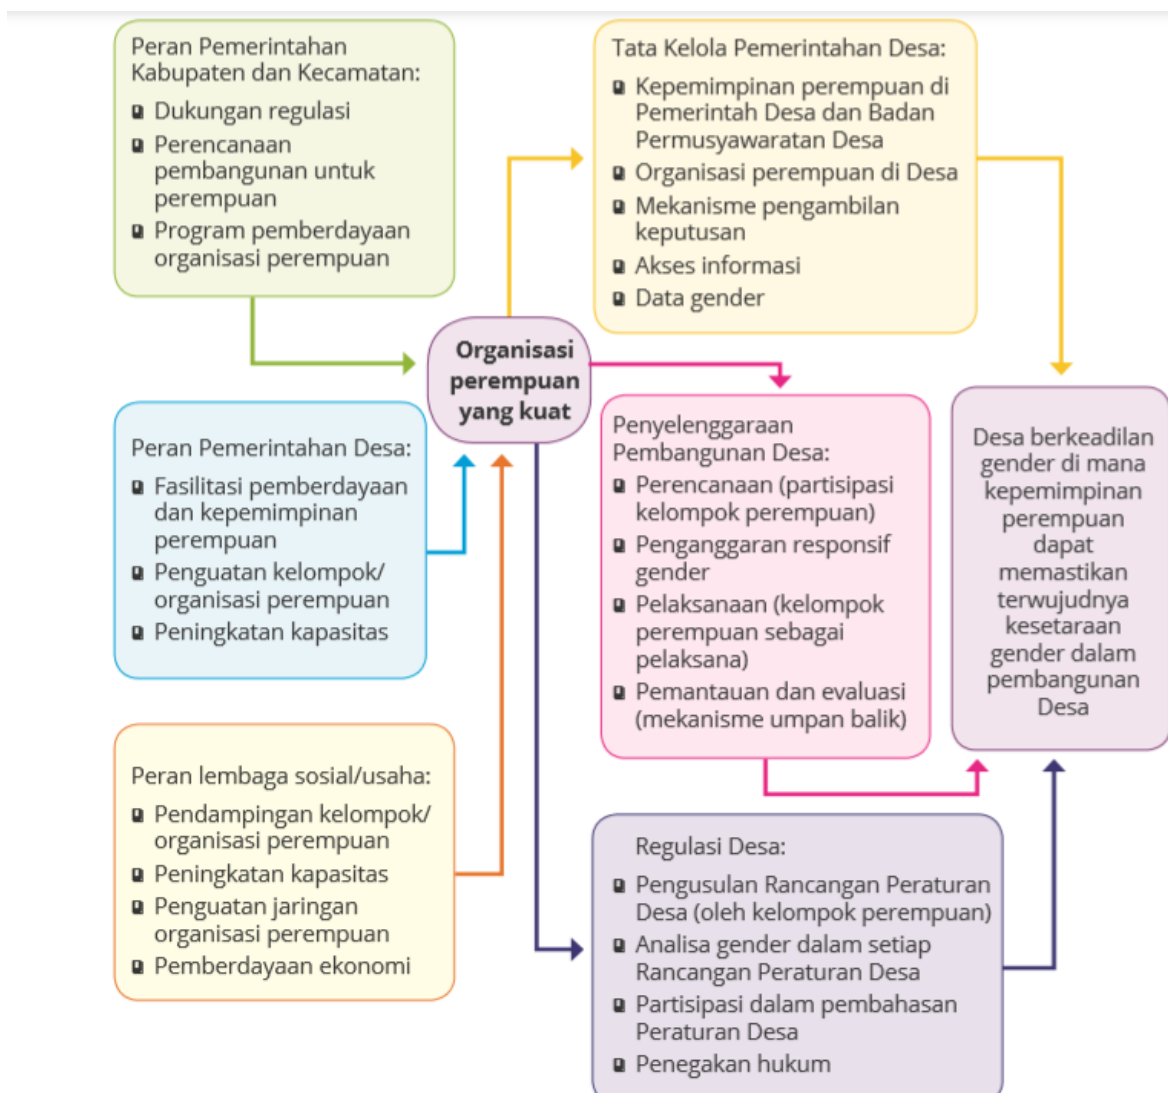 Peran Pemerintahan
Kabupaten dan Kecamatan:
Dukungan regulasi
Perencanaan
pembangunan untuk
perempuan
Program pemberdayaan
organisasi perempuan
Peran Pemerintahan Desa:
Fasilitasi pemberdayaan
dan kepemimpinan
perempuan
Penguatan kelompok/
organisasi perempuan
Peningkatan kapasitas
Peran lembaga sosial/usaha:
Pendampingan kelompok/
organisasi perempuan
Peningkatan kapasitas
Penguatan jaringan
organisasi perempuan
Pemberdayaan ekonomi
Organisasi
perempuan
yang kuat
Tata Kelola Pemerintahan Desa:
Kepemimpinan perempuan di
Pemerintah Desa dan Badan
Permusyawaratan Desa
Organisasi perempuan di Desa
Mekanisme pengambilan
keputusan
Akses informasi
Data gender
Penyelenggaraan
Pembangunan Desa:
Perencanaan (partisipasi
kelompok perempuan)
Penganggaran responsif
gender
Pelaksanaan (kelompok
perempuan sebagai
pelaksana)
Pemantauan dan evaluasi
(mekanisme umpan balik)
Regulasi Desa:
Pengusulan Rancangan Peraturan
Desa (oleh kelompok perempuan)
Analisa gender dalam setiap
Rancangan Peraturan Desa
Partisipasi dalam pembahasan
Peraturan Desa
Penegakan hukum
Desa berkeadilan
gender di mana
kepemimpinan
perempuan
dapat
memastikan
terwujudnya
kesetaraan
gender dalam
pembangunan
Desa